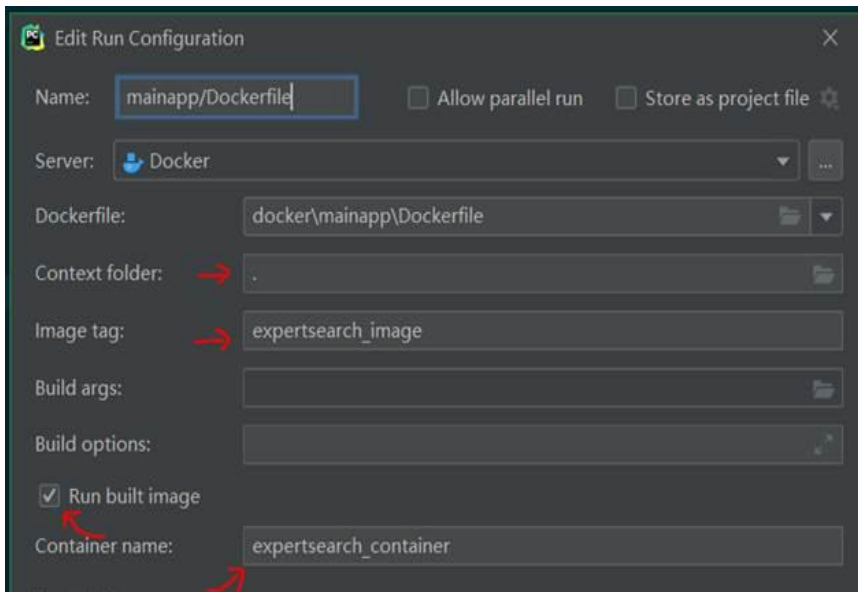 PC
Edit Run Configuration
Name: mainapp/Dockerfile Allow parallel run Store as project file
Server: Docker ...
Dockerfile: docker\mainapp\Dockerfile
Context folder: .
Image tag: expertsearch_image
Build args:
Build options:
Run built image
Container name: expertsearch_container